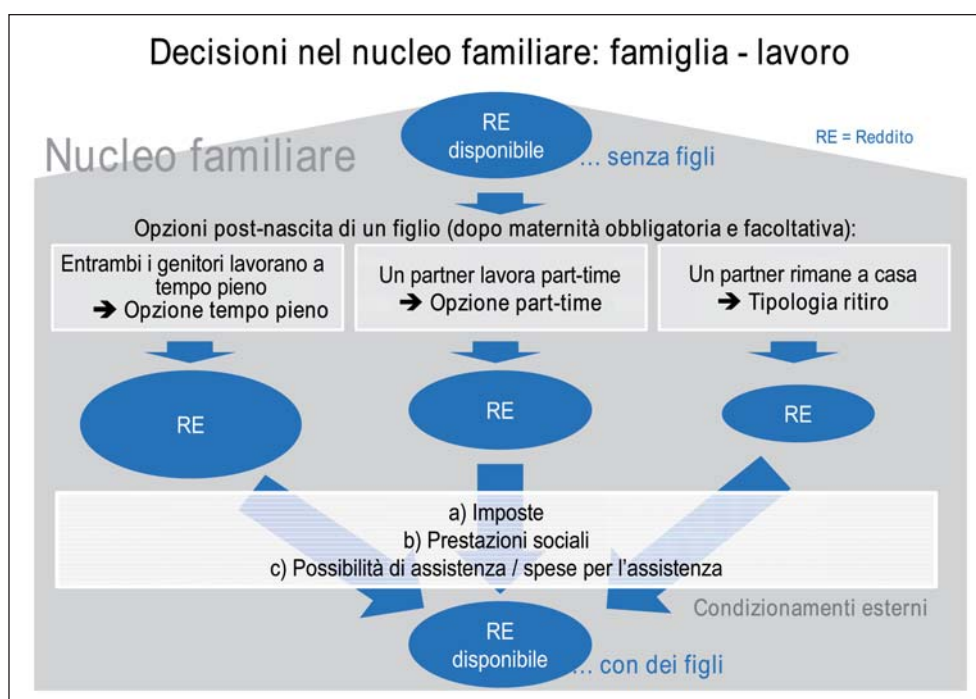 Decisioni nel nucleo familiare: famiglia - lavoro
RE
disponibile
RE = Reddito
Nucleo familiare
... senza figli
Opzioni post-nascita di un figlio (dopo maternità obbligatoria e facoltativa):
Entrambi i genitori lavorano a
tempo pieno
➔ Opzione tempo pieno
Un partner lavora part-time
➔ Opzione part-time
Un partner rimane a casa
➔ Tipologia ritiro
RE
RE
RE
a) Imposte
b) Prestazioni sociali
c) Possibilità di assistenza / spese per l'assistenza
Condizionamenti esterni
RE
disponibile
... con dei figli